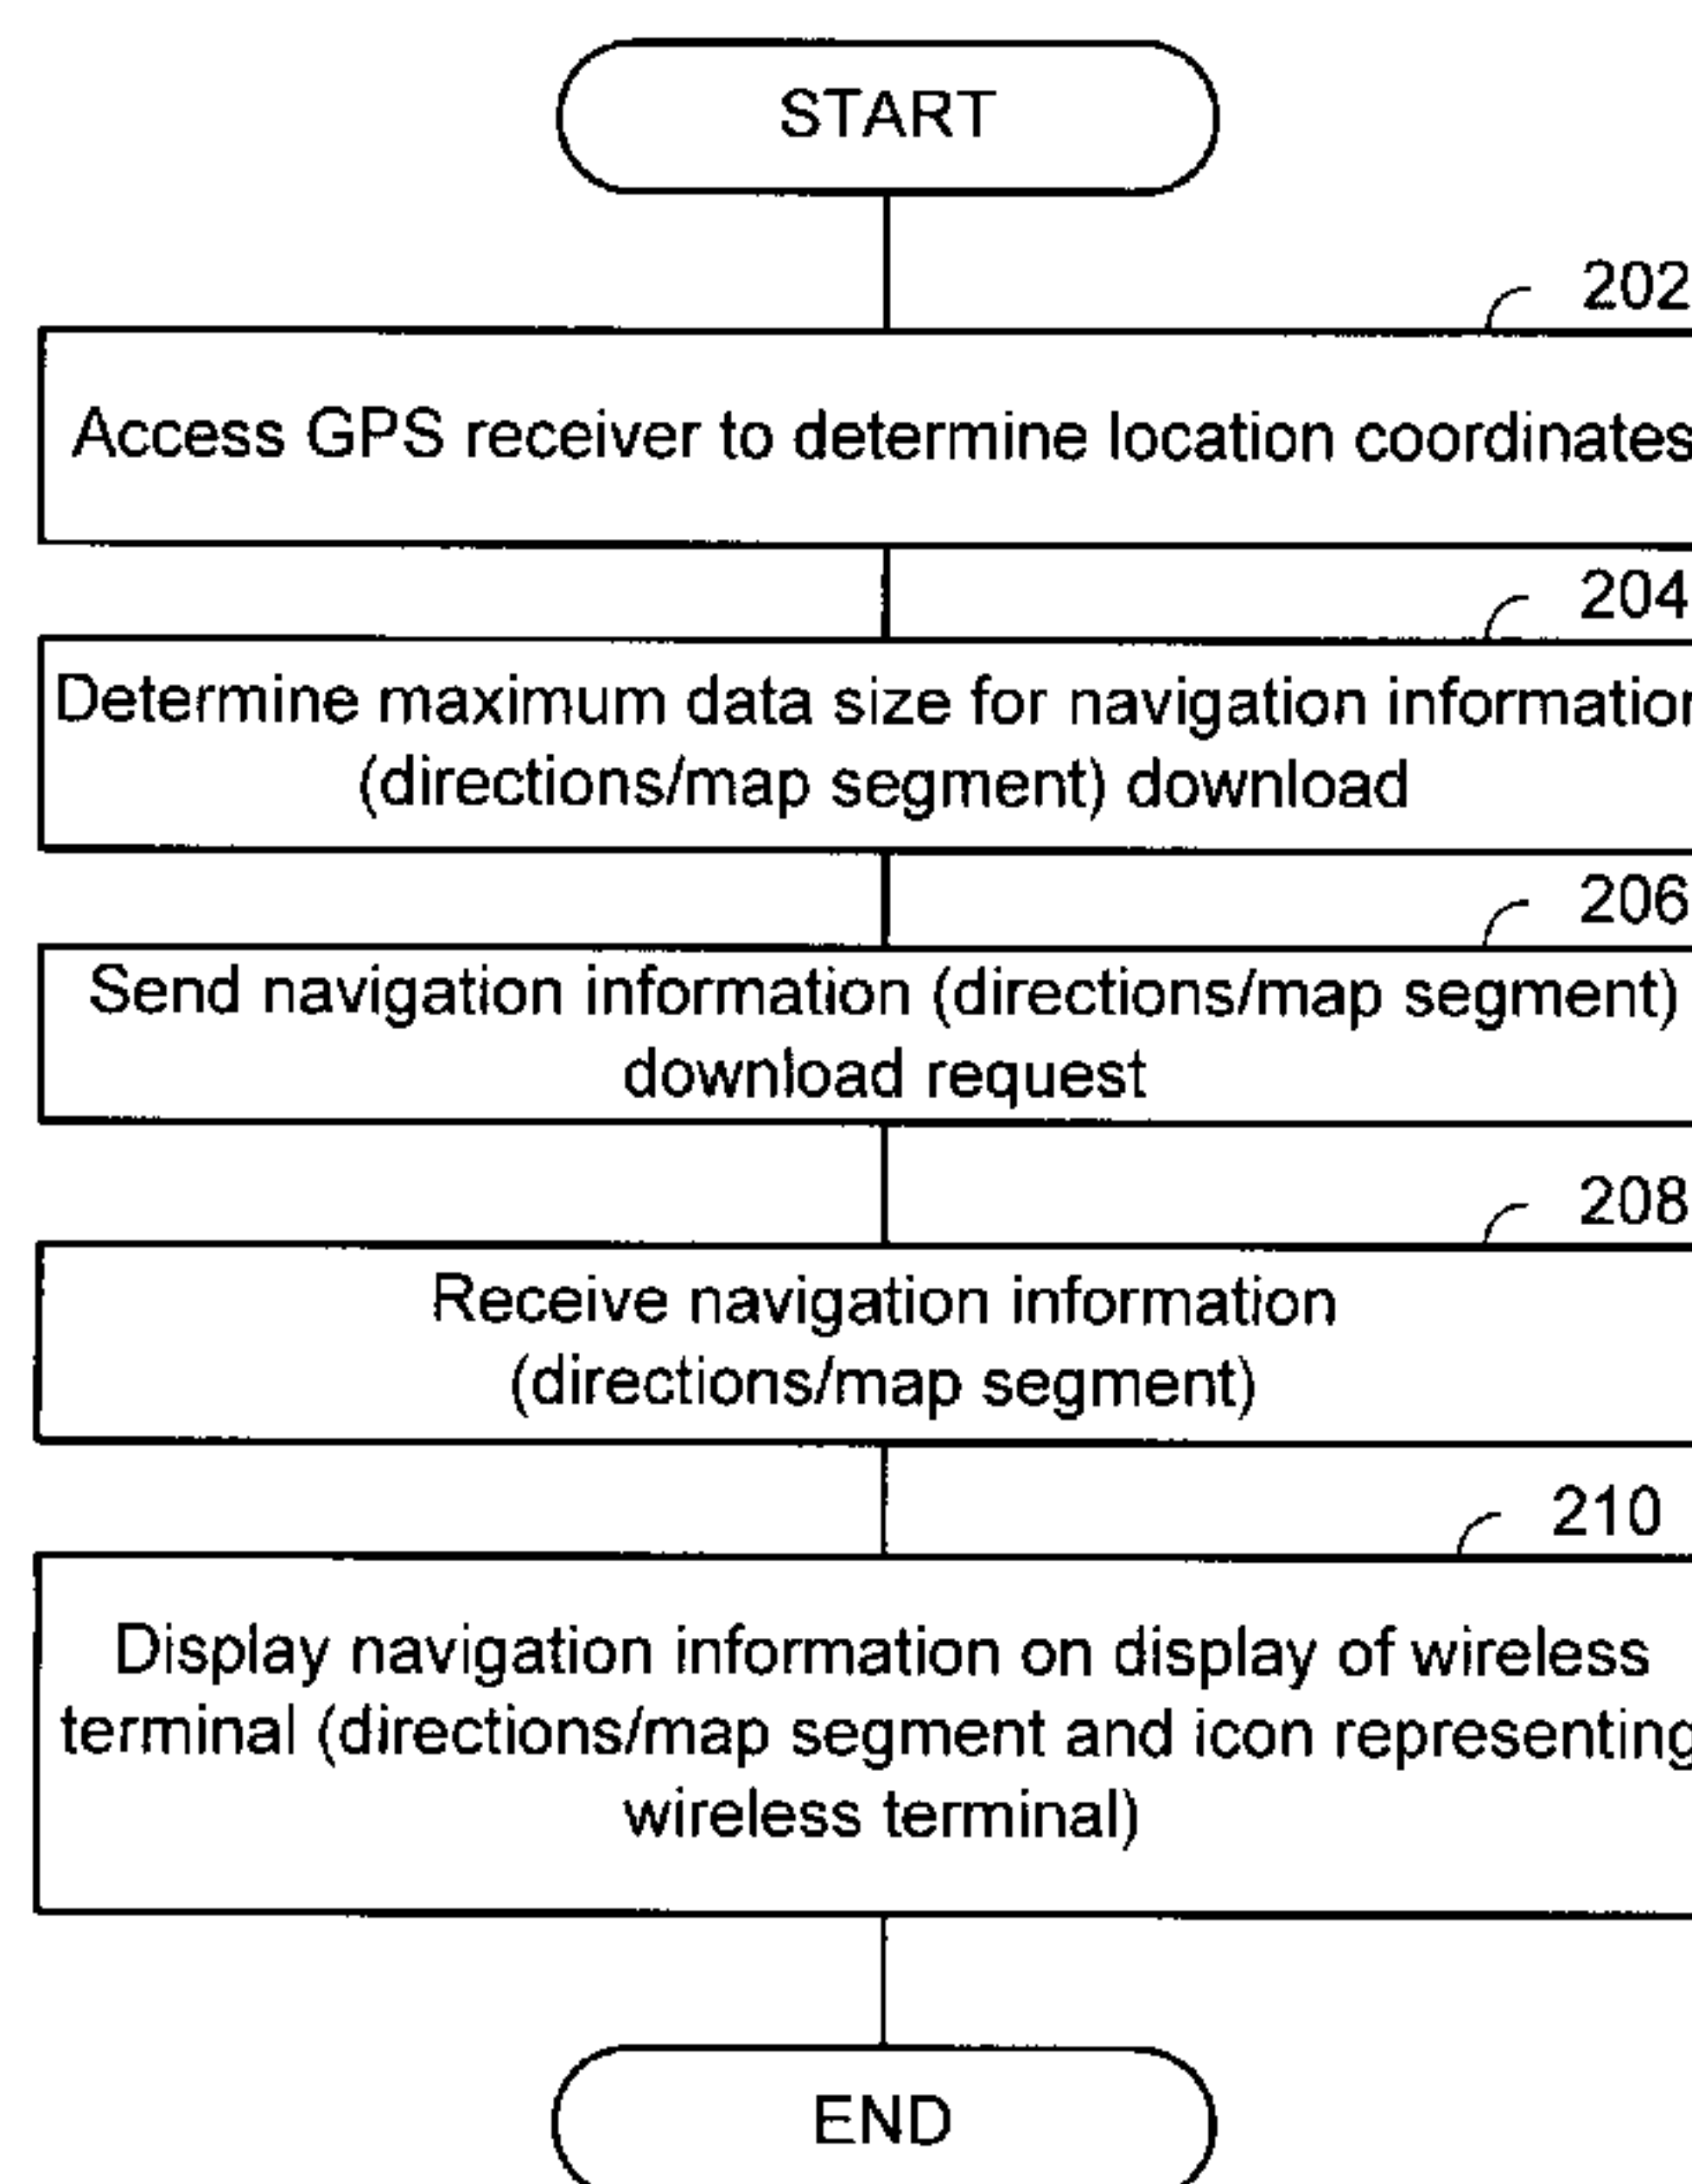 START
202
Access GPS receiver to determine location coordinates
204
Determine maximum data size for navigation information
(directions/map segment) download
206
Send navigation information (directions/map segment)
download request
208
Receive navigation information
(directions/map segment)
210
Display navigation information on display of wireless
terminal (directions/map segment and icon representing
wireless terminal)
END